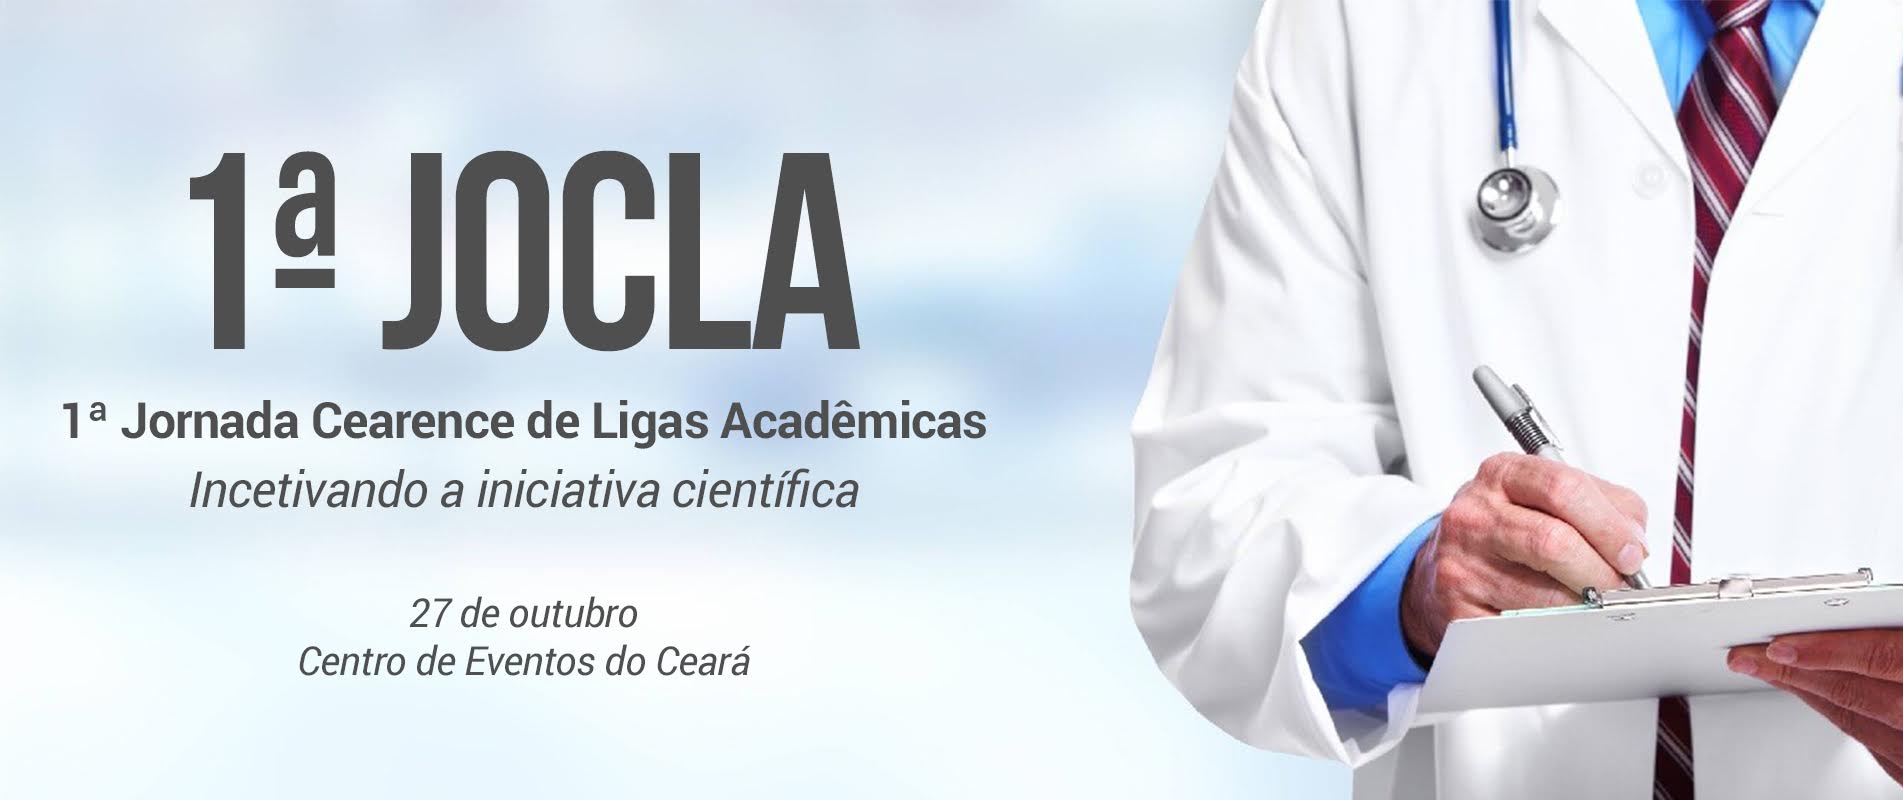 1ª JOCLA
1ª Jornada Cearence de Ligas Acadêmicas
Incetivando a iniciativa científica
27 de outubro
Centro de Eventos do Ceará